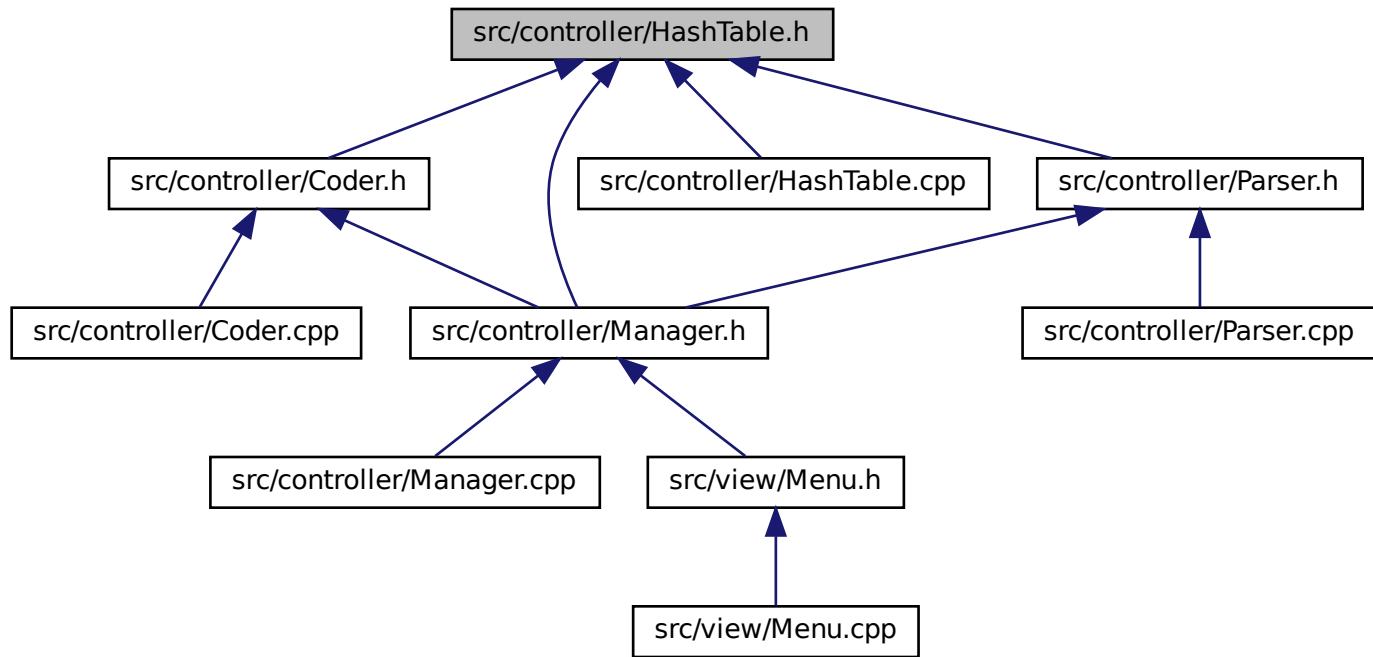 src/controller/HashTable.h
src/controller/Coder.h
src/controller/HashTable.cpp
src/controller/Parser.h
src/controller/Coder.cpp
src/controller/Manager.h
src/controller/Parser.cpp
src/controller/Manager.cpp
src/view/Menu.h
src/view/Menu.cpp